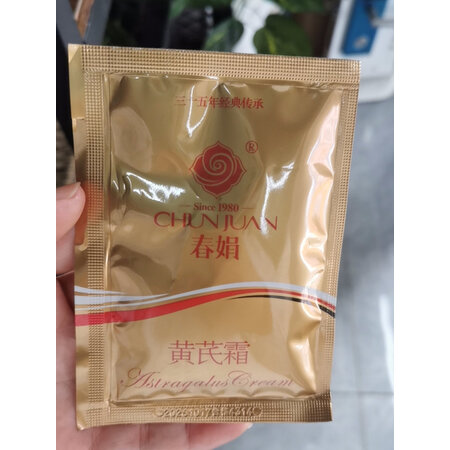 三十五年经典传承
®
Since 1980
CHUNJUAN
春娟
黄芪霜
Astragalus Cream